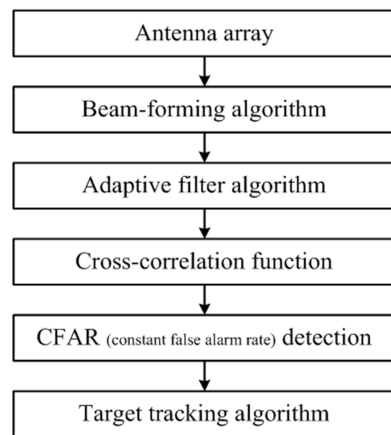 Antenna array
Beam-forming algorithm
Adaptive filter algorithm
Cross-correlation function
CFAR (constant false alarm rate) detection
Target tracking algorithm